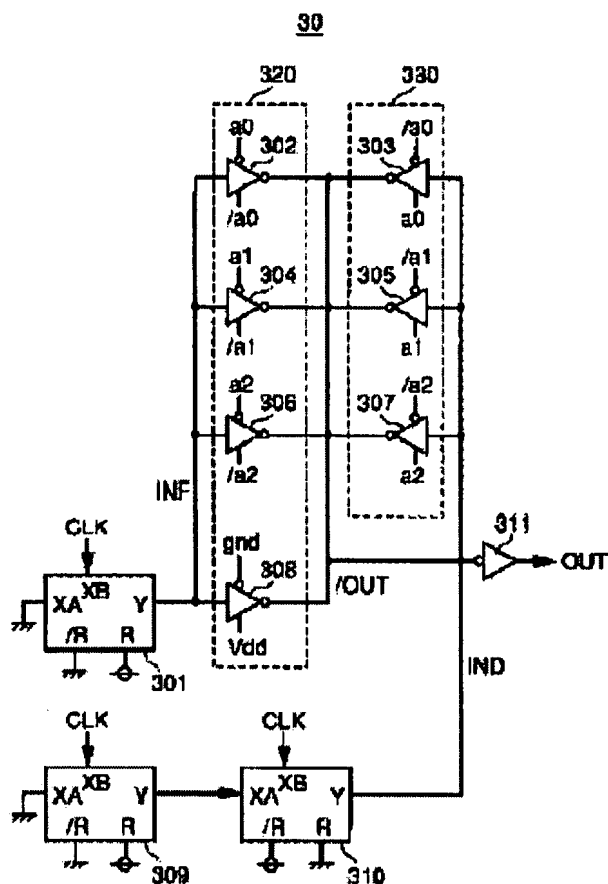 30
320 330
a0 302 /a0 303
/a0 a0
a1 304 /a1 305
/a1 a1
a2 306 /a2 307
/a2 a2
INF
CLK gnd 308 311
/OUT OUT
XA XB Y
/R R Vdd
301 IND
CLK CLK
XA XB Y XA XB Y
/R R /R R
309 310